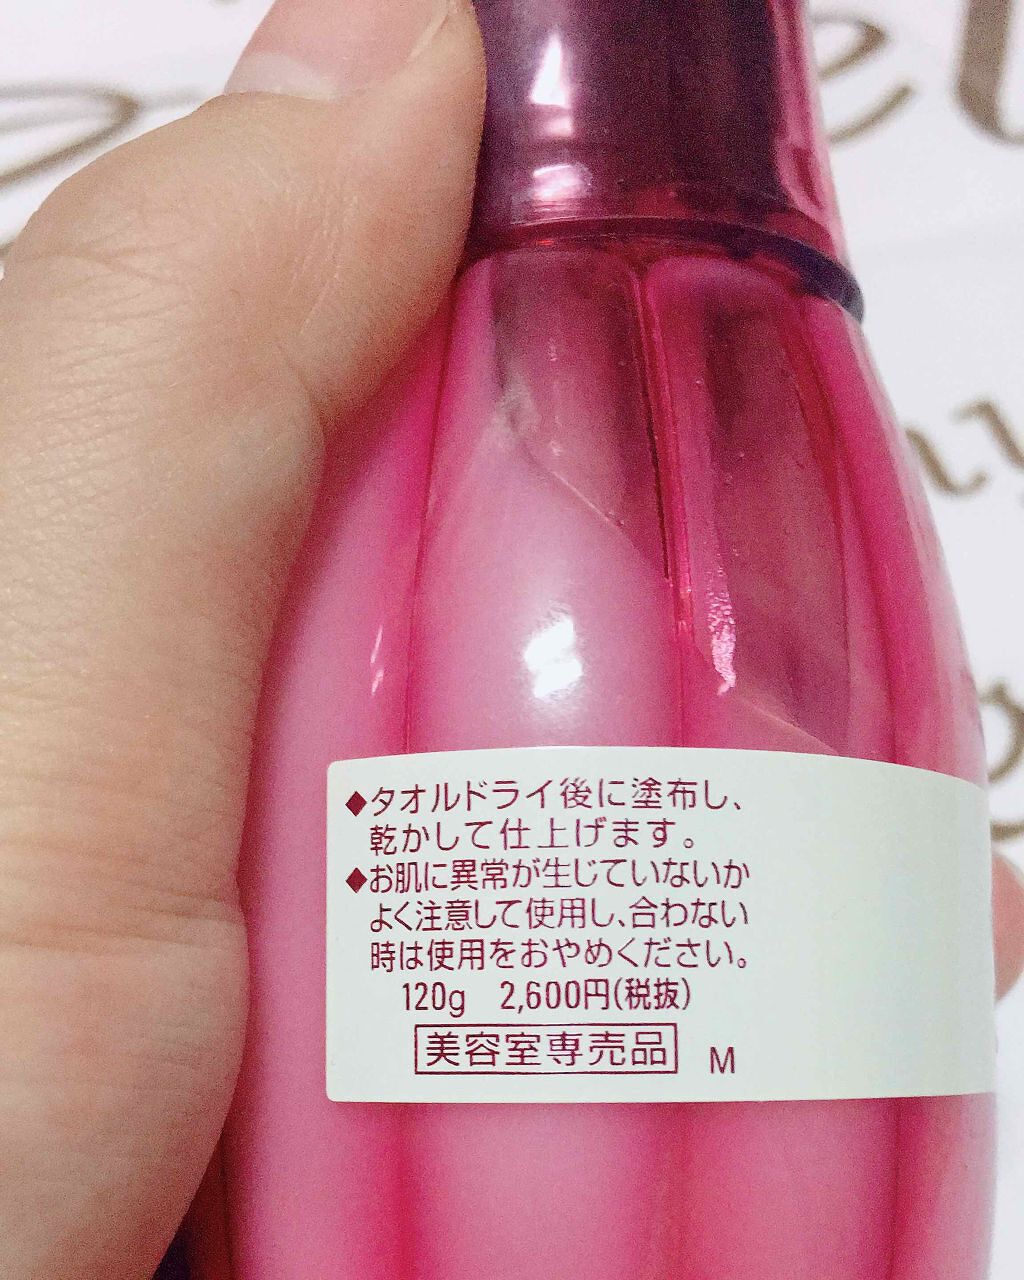 ◆タオルドライ後に塗布し、
乾かして仕上げます。
◆お肌に異常が生じていないか
よく注意して使用し、合わない
時は使用をおやめください。
120g 2,600円(税抜)
美容室専売品 M